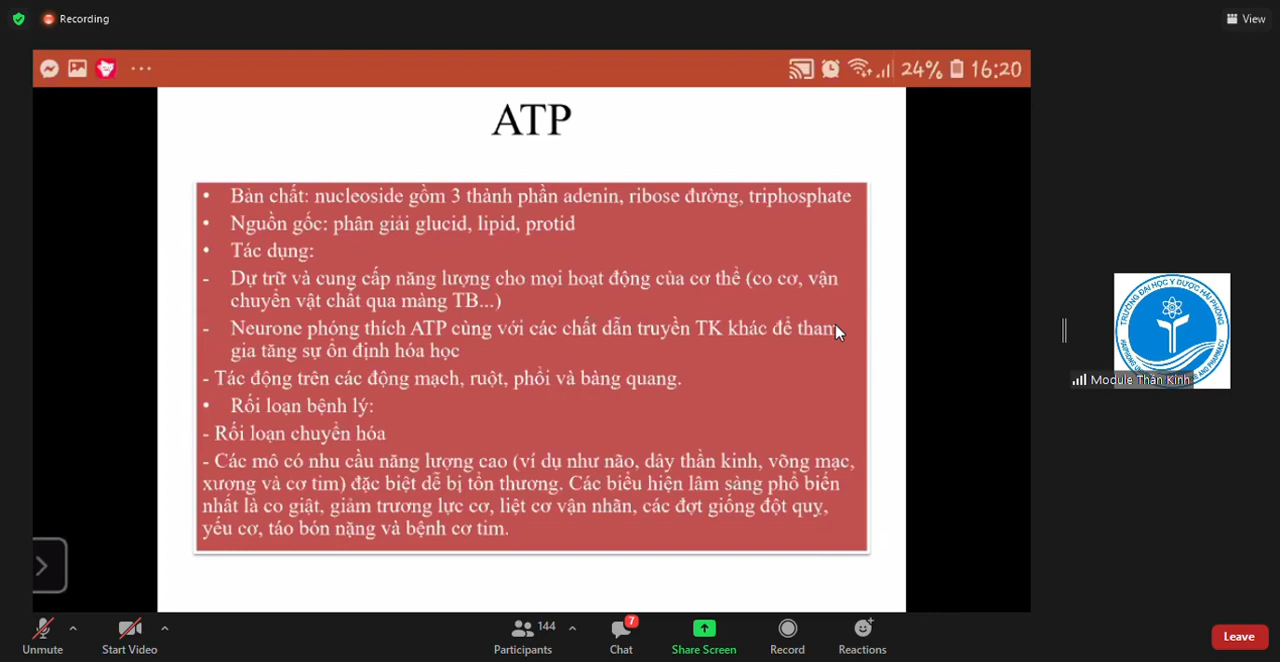 Recording
View
24% 16:20
ATP
• Bản chất: nucleoside gồm 3 thành phần adenin, ribose đường, triphosphate
• Nguồn gốc: phân giải glucid, lipid, protid
• Tác dụng:
- Dự trữ và cung cấp năng lượng cho mọi hoạt động của cơ thể (co cơ, vận
chuyển vật chất qua màng TB...)
- Neurone phóng thích ATP cùng với các chất dẫn truyền TK khác để tham
gia tăng sự ổn định hóa học
- Tác động trên các động mạch, ruột, phổi và bàng quang.
• Rối loạn bệnh lý:
- Rối loạn chuyển hóa
- Các mô có nhu cầu năng lượng cao (ví dụ như não, dây thần kinh, võng mạc,
xương và cơ tim) đặc biệt dễ bị tổn thương. Các biểu hiện lâm sàng phổ biến
nhất là co giật, giảm trương lực cơ, liệt cơ vận nhãn, các đợt giống đột quỵ,
yếu cơ, táo bón nặng và bệnh cơ tim.
TRƯỜNG ĐẠI HỌC Y DƯỢC HẢI PHÒNG
Module Thần Kinh
Unmute
Start Video
144
Participants
7
Chat
Share Screen
Record
Reactions
Leave